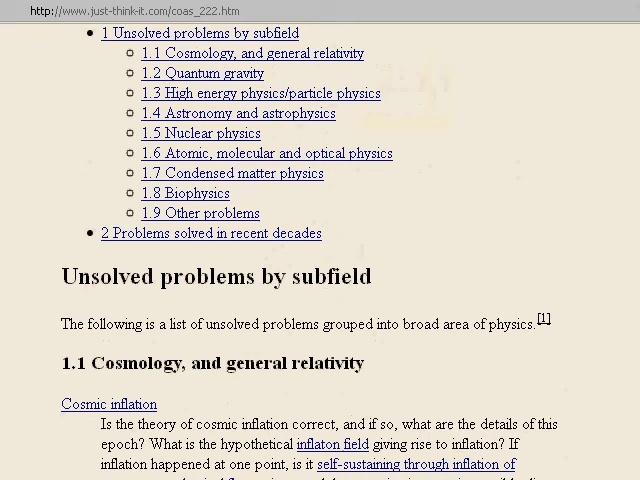 http://www.just-think-it.com/coas_222.htm
1 Unsolved problems by subfield
1.1 Cosmology, and general relativity
1.2 Quantum gravity
1.3 High energy physics/particle physics
1.4 Astronomy and astrophysics
1.5 Nuclear physics
1.6 Atomic, molecular and optical physics
1.7 Condensed matter physics
1.8 Biophysics
1.9 Other problems
2 Problems solved in recent decades
Unsolved problems by subfield
The following is a list of unsolved problems grouped into broad area of physics.[1]
1.1 Cosmology, and general relativity
Cosmic inflation
Is the theory of cosmic inflation correct, and if so, what are the details of this
epoch? What is the hypothetical inflaton field giving rise to inflation? If
inflation happened at one point, is it self-sustaining through inflation of